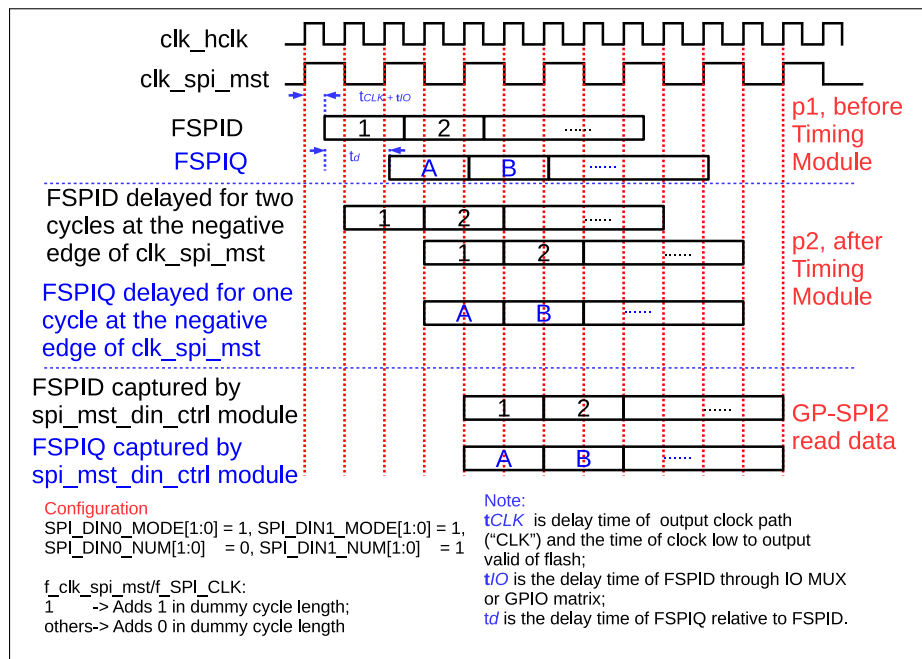 clk_hclk
clk_spi_mst
tCLK + tIO
FSPID
1 2 ......
td
FSPIQ
A B ......
p1, before
Timing
Module
FSPID delayed for two
cycles at the negative
edge of clk_spi_mst
1 2 ......
1 2 ......
FSPIQ delayed for one
cycle at the negative
edge of clk_spi_mst
A B ......
p2, after
Timing
Module
FSPID captured by
spi_mst_din_ctrl module
1 2 ......
FSPIQ captured by
spi_mst_din_ctrl module
A B ......
GP-SPI2
read data
Configuration
SPI_DIN0_MODE[1:0] = 1, SPI_DIN1_MODE[1:0] = 1,
SPI_DIN0_NUM[1:0] = 0, SPI_DIN1_NUM[1:0] = 1
f_clk_spi_mst/f_SPI_CLK:
1 -> Adds 1 in dummy cycle length;
others-> Adds 0 in dummy cycle length
Note:
tCLK is delay time of output clock path
(“CLK”) and the time of clock low to output
valid of flash;
tIO is the delay time of FSPID through IO MUX
or GPIO matrix;
td is the delay time of FSPIQ relative to FSPID.